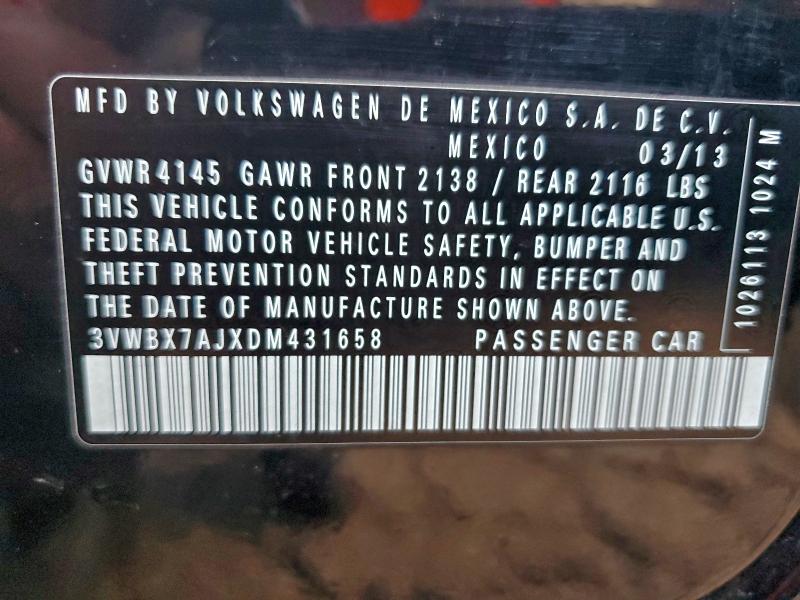 MFD BY VOLKSWAGEN DE MEXICO S.A. DE C.V.
MEXICO 03/13
GVWR 4145 GAWR FRONT 2138 / REAR 2116 LBS
THIS VEHICLE CONFORMS TO ALL APPLICABLE U.S.
FEDERAL MOTOR VEHICLE SAFETY, BUMPER AND
THEFT PREVENTION STANDARDS IN EFFECT ON
THE DATE OF MANUFACTURE SHOWN ABOVE.
3VWBX7AJXDM431658 PASSENGER CAR
1026113 1024 M